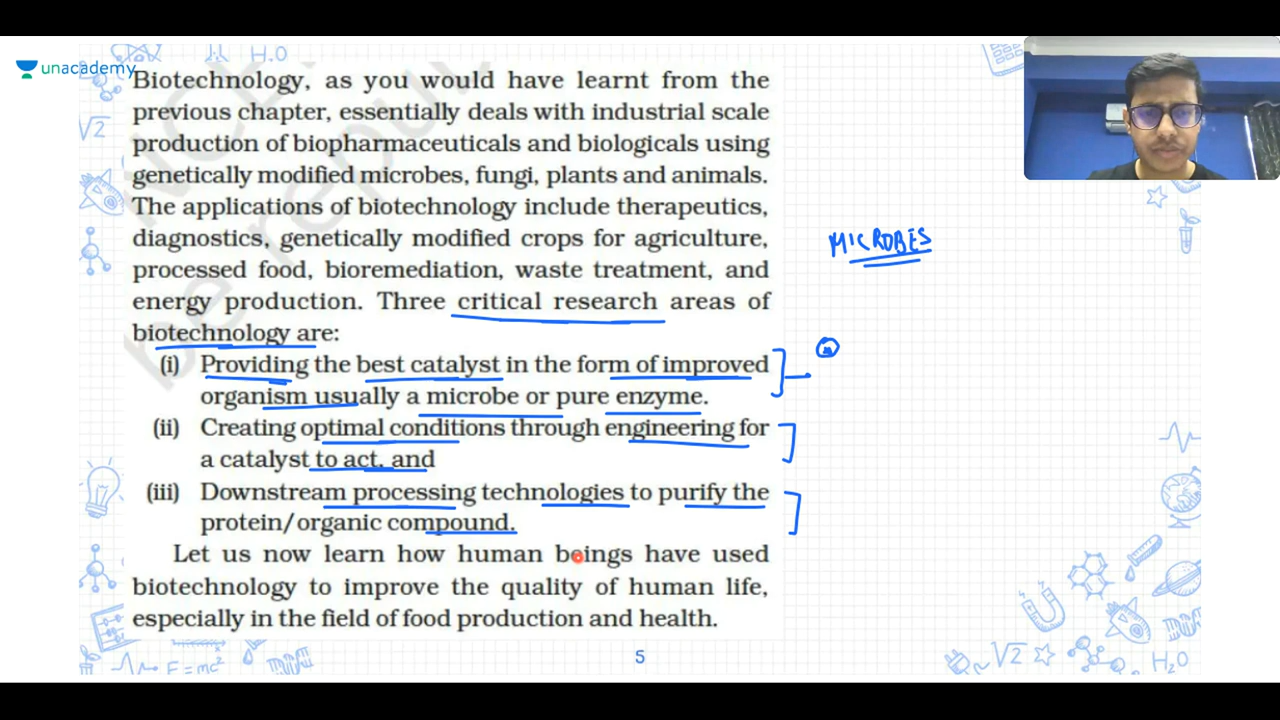 H.O
unacademy
Biotechnology, as you would have learnt from the
previous chapter, essentially deals with industrial scale
production of biopharmaceuticals and biologicals using
genetically modified microbes, fungi, plants and animals.
The applications of biotechnology include therapeutics,
diagnostics, genetically modified crops for agriculture,
processed food, bioremediation, waste treatment, and
energy production. Three critical research areas of
biotechnology are:
(i) Providing the best catalyst in the form of improved
organism usually a microbe or pure enzyme.
(ii) Creating optimal conditions through engineering for
a catalyst to act, and
(iii) Downstream processing technologies to purify the
protein/organic compound.
Let us now learn how human beings have used
biotechnology to improve the quality of human life,
especially in the field of food production and health.
MICROBES
√2
5
E=mc²
√2
H₂O